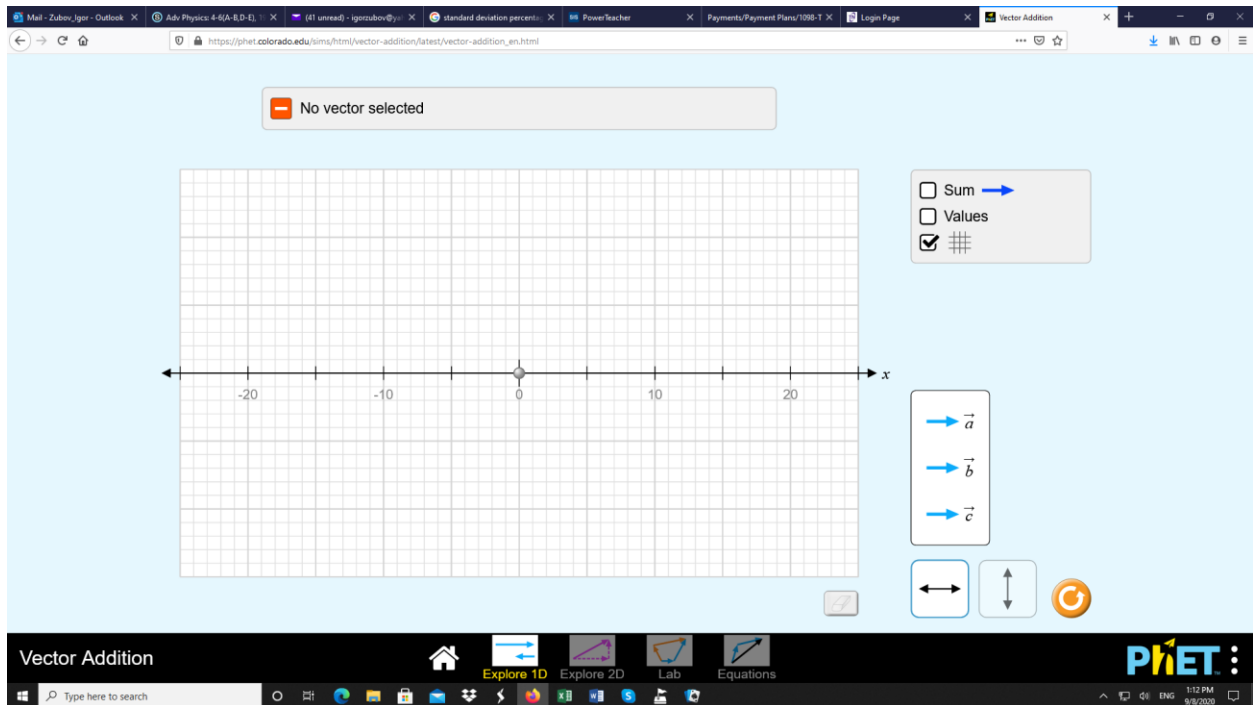 Mail - Zubov_Igor - Outlook
Adv Physics: 4-6(A-B,D-E), 1
(41 unread) - igorzubov@ya
standard deviation percenta
PowerTeacher
Payments/Payment Plans/1098-T
Login Page
Vector Addition
https://phet.colorado.edu/sims/html/vector-addition/latest/vector-addition_en.html
No vector selected
Sum
Values
x
-20 -10 0 10 20
a
b
c
Vector Addition
Explore 1D
Explore 2D
Lab
Equations
PhET
Type here to search
ENG
1:12 PM
9/8/2020